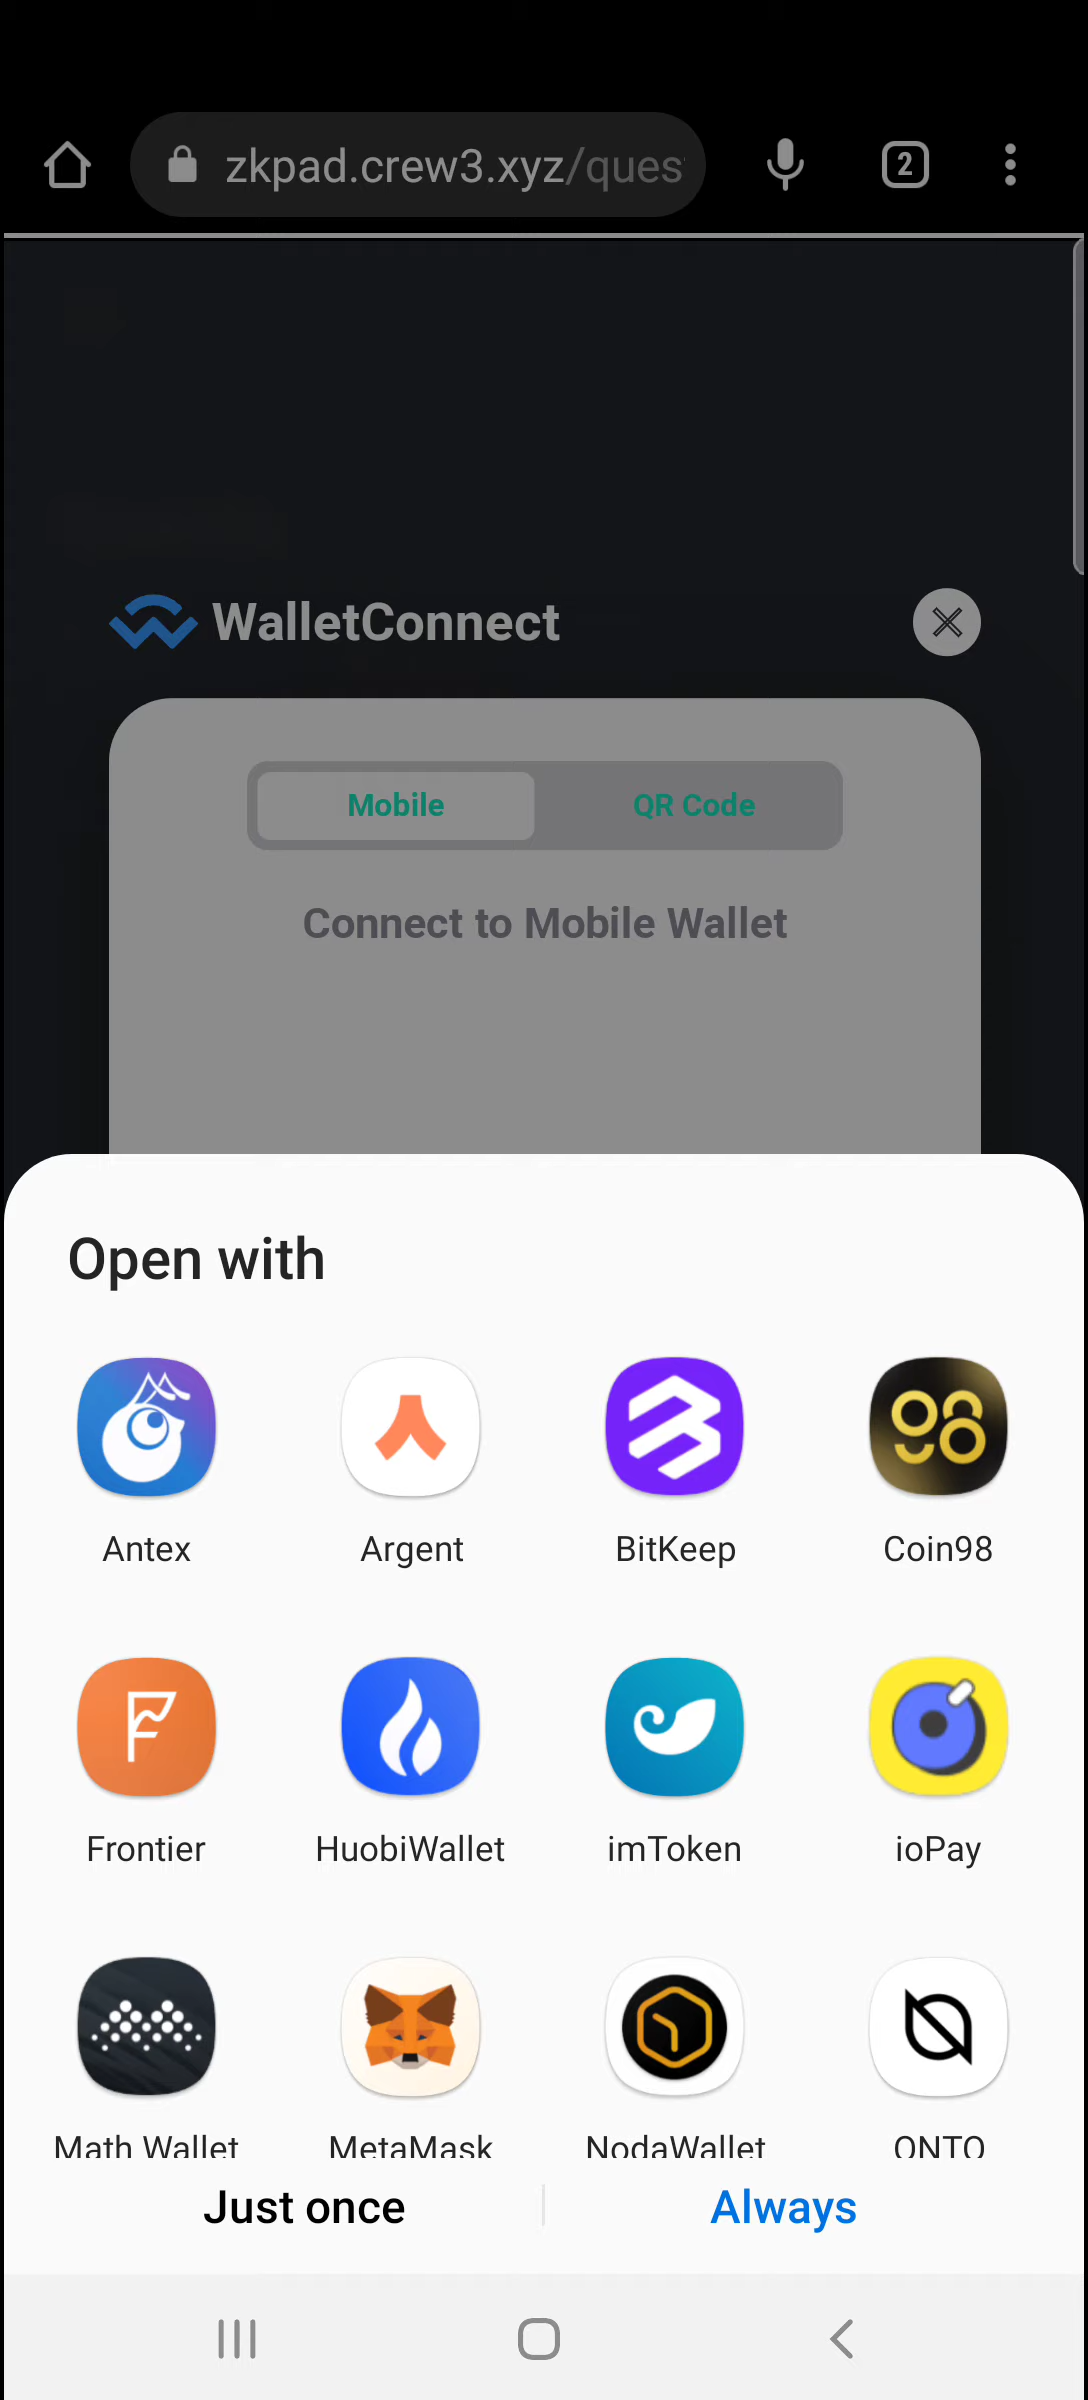 zkpad.crew3.xyz/ques
2
WalletConnect
Mobile
QR Code
Connect to Mobile Wallet
Open with
Antex
Argent
BitKeep
Coin98
Frontier
HuobiWallet
imToken
ioPay
Math Wallet
MetaMask
NodaWallet
ONTO
Just once
Always